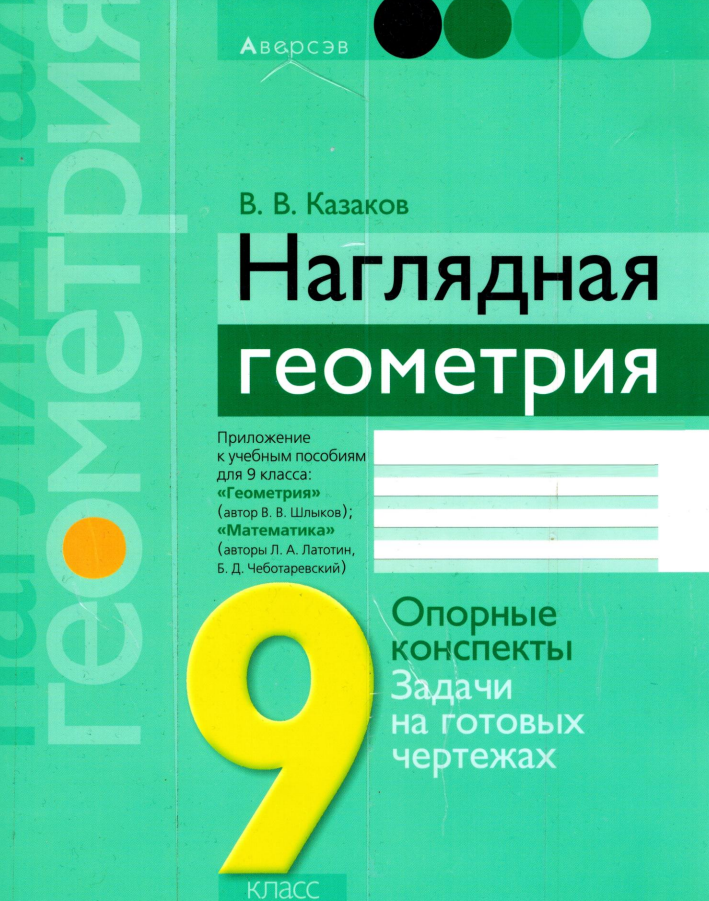 Аверсэв
В. В. Казаков
Наглядная
геометрия
Приложение
к учебным пособиям
для 9 класса:
«Геометрия»
(автор В. В. Шлыков);
«Математика»
(авторы Л. А. Латотин,
Б. Д. Чеботаревский)
9
класс
Опорные
конспекты
Задачи
на готовых
чертежах
геометрия